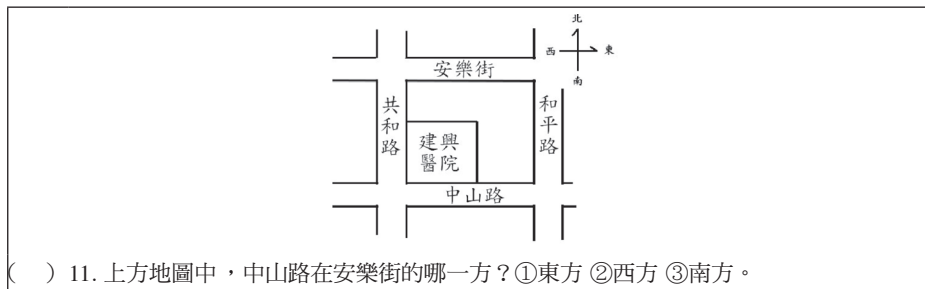 北
西 東
南
安樂街
共和路
和平路
建興
醫院
中山路
( ) 11. 上方地圖中，中山路在安樂街的哪一方？①東方 ②西方 ③南方。